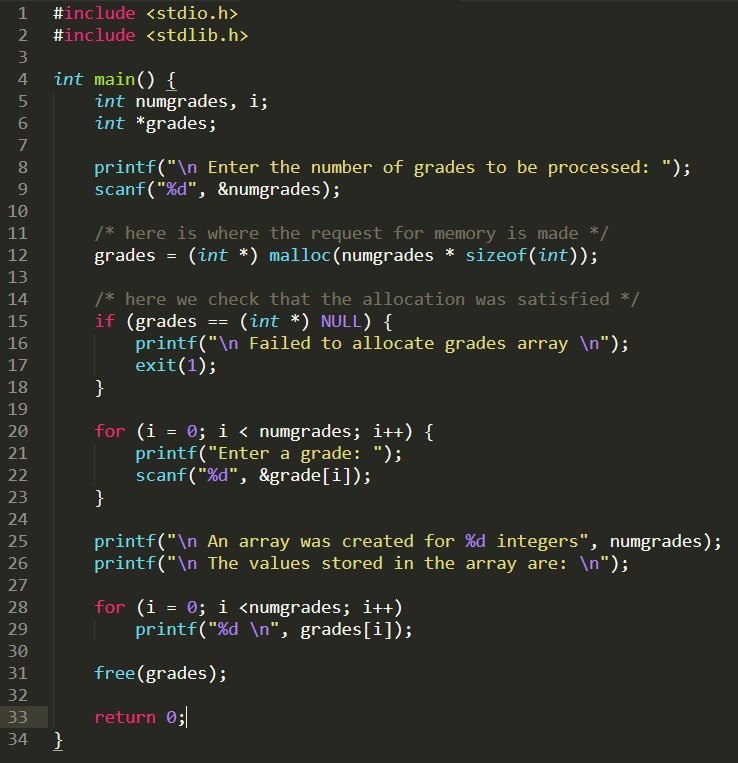 1 #include <stdio.h>
2 #include <stdlib.h>
3
4 int main() {
5     int numgrades, i;
6     int *grades;
7
8     printf("\n Enter the number of grades to be processed: ");
9     scanf("%d", &numgrades);
10
11     /* here is where the request for memory is made */
12     grades = (int *) malloc(numgrades * sizeof(int));
13
14     /* here we check that the allocation was satisfied */
15     if (grades == (int *) NULL) {
16         printf("\n Failed to allocate grades array \n");
17         exit(1);
18     }
19
20     for (i = 0; i < numgrades; i++) {
21         printf("Enter a grade: ");
22         scanf("%d", &grade[i]);
23     }
24
25     printf("\n An array was created for %d integers", numgrades);
26     printf("\n The values stored in the array are: \n");
27
28     for (i = 0; i <numgrades; i++)
29         printf("%d \n", grades[i]);
30
31     free(grades);
32
33     return 0;
34 }